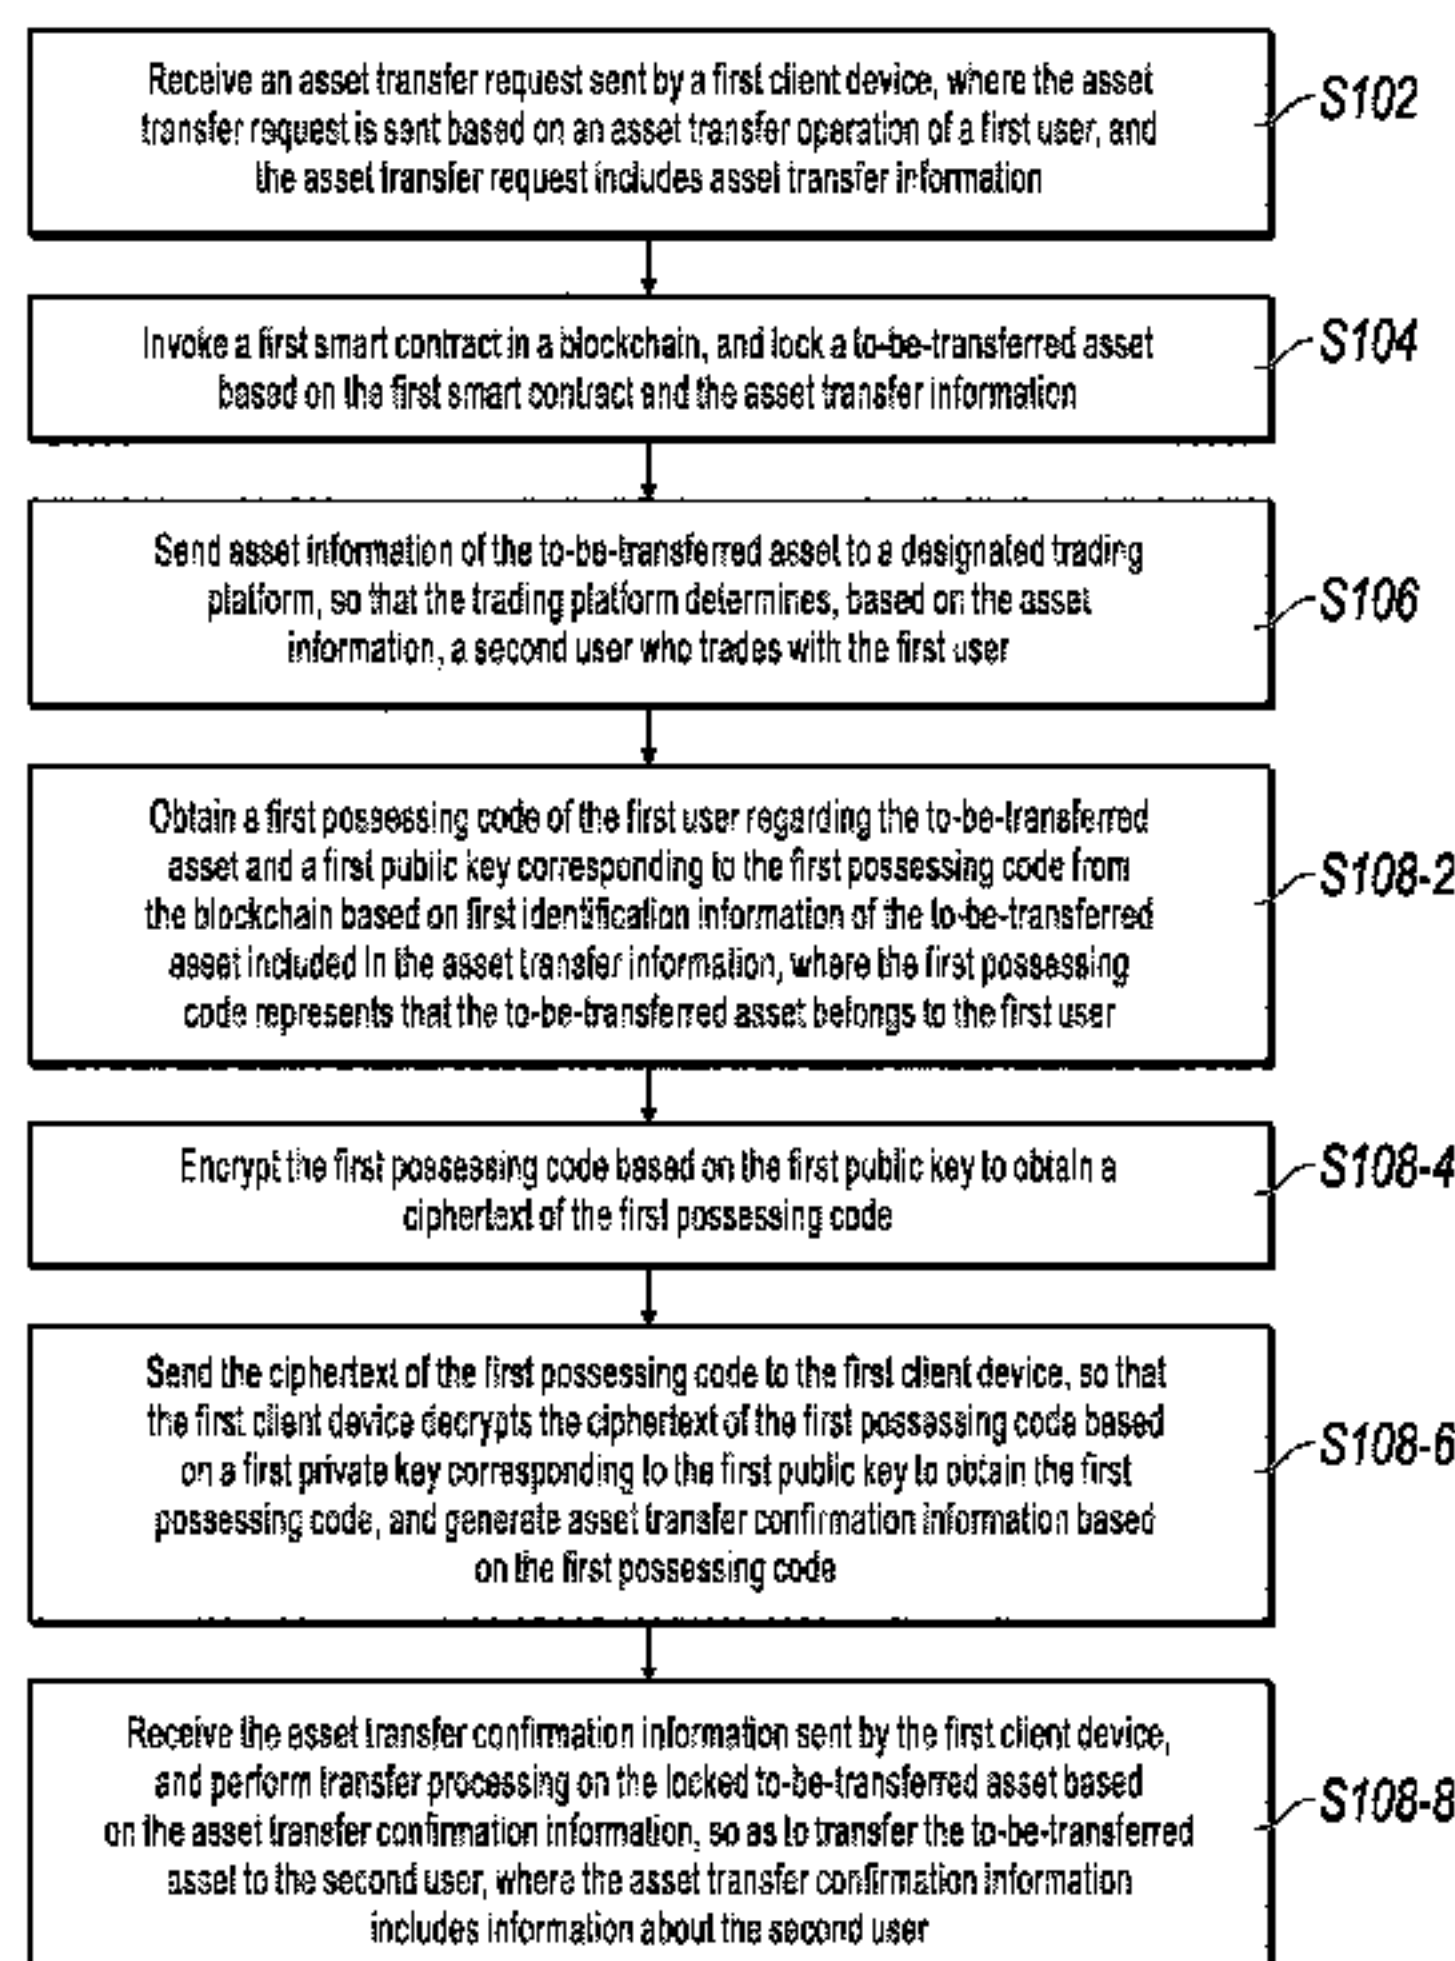 Receive an asset transfer request sent by a first client device, where the asset
transfer request is sent based on an asset transfer operation of a first user, and
the asset transfer request includes asset transfer information
S102
Invoke a first smart contract in a blockchain, and lock a to-be-transferred asset
based on the first smart contract and the asset transfer information
S104
Send asset information of the to-be-transferred asset to a designated trading
platform, so that the trading platform determines, based on the asset
information, a second user who trades with the first user
S106
Obtain a first possessing code of the first user regarding the to-be-transferred
asset and a first public key corresponding to the first possessing code from
the blockchain based on first identification information of the to-be-transferred
asset included in the asset transfer information, where the first possessing
code represents that the to-be-transferred asset belongs to the first user
S108-2
Encrypt the first possessing code based on the first public key to obtain a
ciphertext of the first possessing code
S108-4
Send the ciphertext of the first possessing code to the first client device, so that
the first client device decrypts the ciphertext of the first possessing code based
on a first private key corresponding to the first public key to obtain the first
possessing code, and generate asset transfer confirmation information based
on the first possessing code
S108-6
Receive the asset transfer confirmation information sent by the first client device,
and perform transfer processing on the locked to-be-transferred asset based
on the asset transfer confirmation information, so as to transfer the to-be-transferred
asset to the second user, where the asset transfer confirmation information
includes information about the second user
S108-8